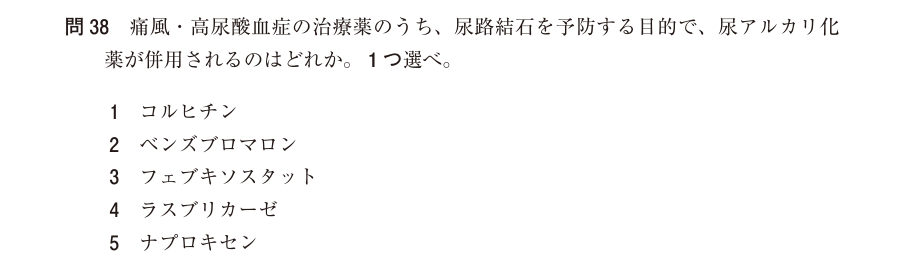 問38 痛風・高尿酸血症の治療薬のうち、尿路結石を予防する目的で、尿アルカリ化
薬が併用されるのはどれか。1つ選べ。
1 コルヒチン
2 ベンズブロマロン
3 フェブキソスタット
4 ラスブリカーゼ
5 ナプロキセン